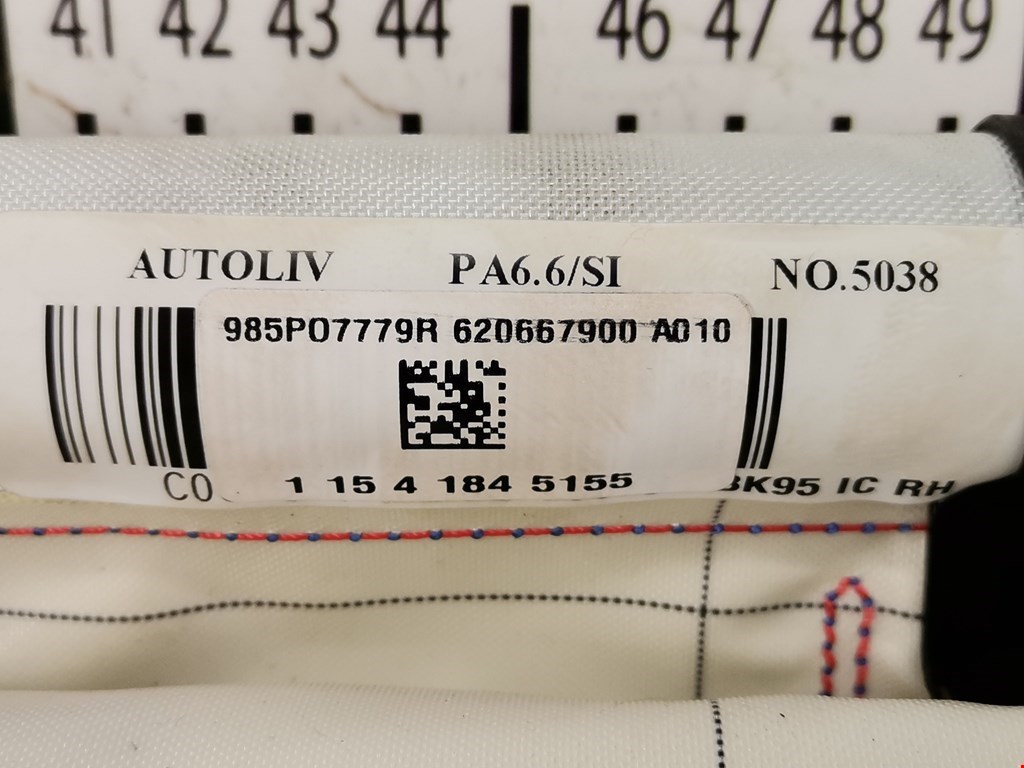 41 42 43 44 46 47 48 49
AUTOLIV PA6.6/SI NO.5038
985P07779R 620667900 A010
C0
1 15 4 184 5155 BK95 IC RH